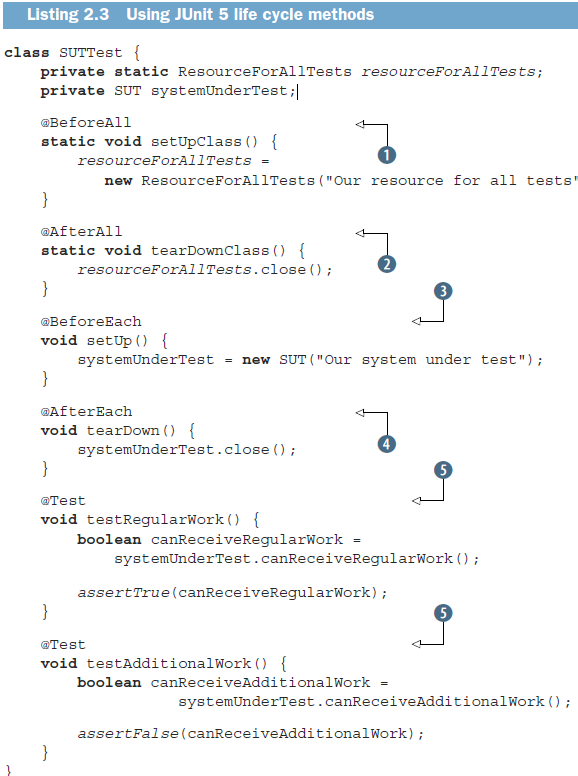 Listing 2.3 Using JUnit 5 life cycle methods
class SUTTest {
    private static ResourceForAllTests resourceForAllTests;
    private SUT systemUnderTest;
    @BeforeAll
    static void setUpClass() {
1
        resourceForAllTests =
            new ResourceForAllTests("Our resource for all tests"
    }
    @AfterAll
    static void tearDownClass() {
2
        resourceForAllTests.close();
    }
3
    @BeforeEach
    void setUp() {
        systemUnderTest = new SUT("Our system under test");
    }
    @AfterEach
    void tearDown() {
4
        systemUnderTest.close();
    }
5
    @Test
    void testRegularWork() {
        boolean canReceiveRegularWork =
            systemUnderTest.canReceiveRegularWork();
        assertTrue(canReceiveRegularWork);
    }
5
    @Test
    void testAdditionalWork() {
        boolean canReceiveAdditionalWork =
                systemUnderTest.canReceiveAdditionalWork();
        assertFalse(canReceiveAdditionalWork);
    }
}